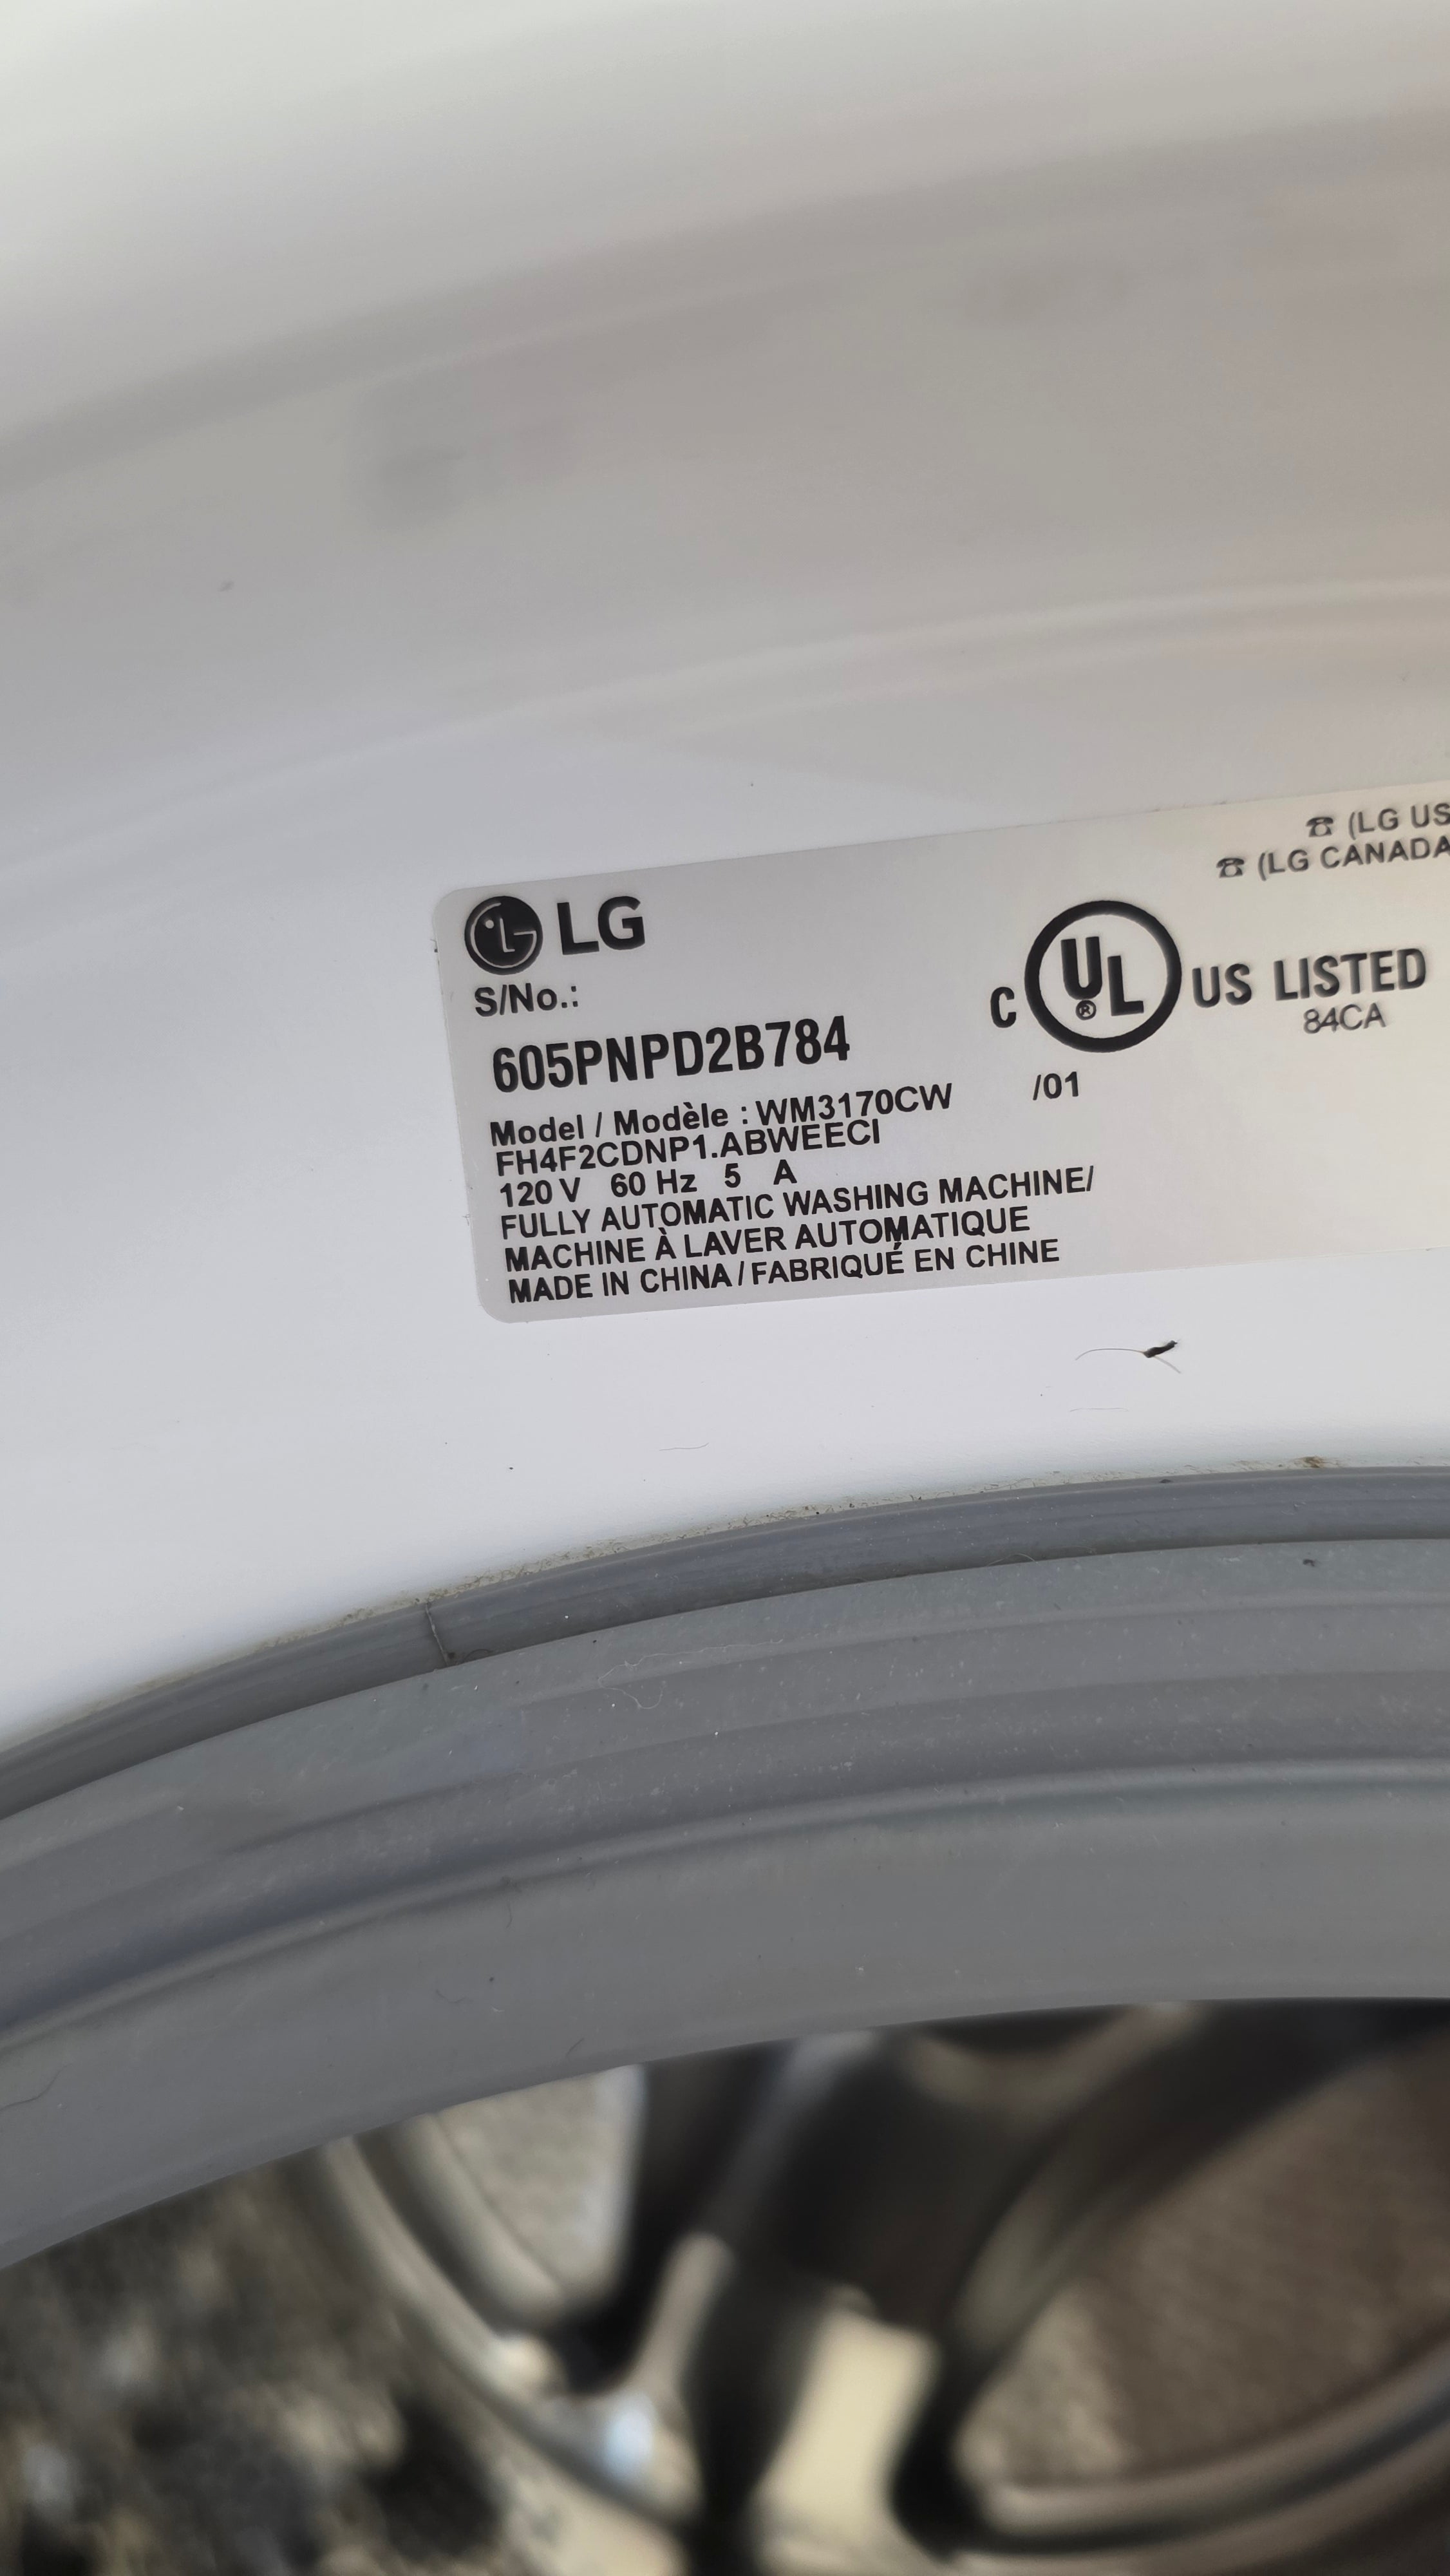 ☎ (LG US
☎ (LG CANADA
LG
S/No.:
605PNPD2B784
C UL ® US LISTED
84CA
Model / Modèle : WM3170CW /01
FH4F2CDNP1.ABWEECI
120 V 60 Hz 5 A
FULLY AUTOMATIC WASHING MACHINE/
MACHINE À LAVER AUTOMATIQUE
MADE IN CHINA / FABRIQUÉ EN CHINE